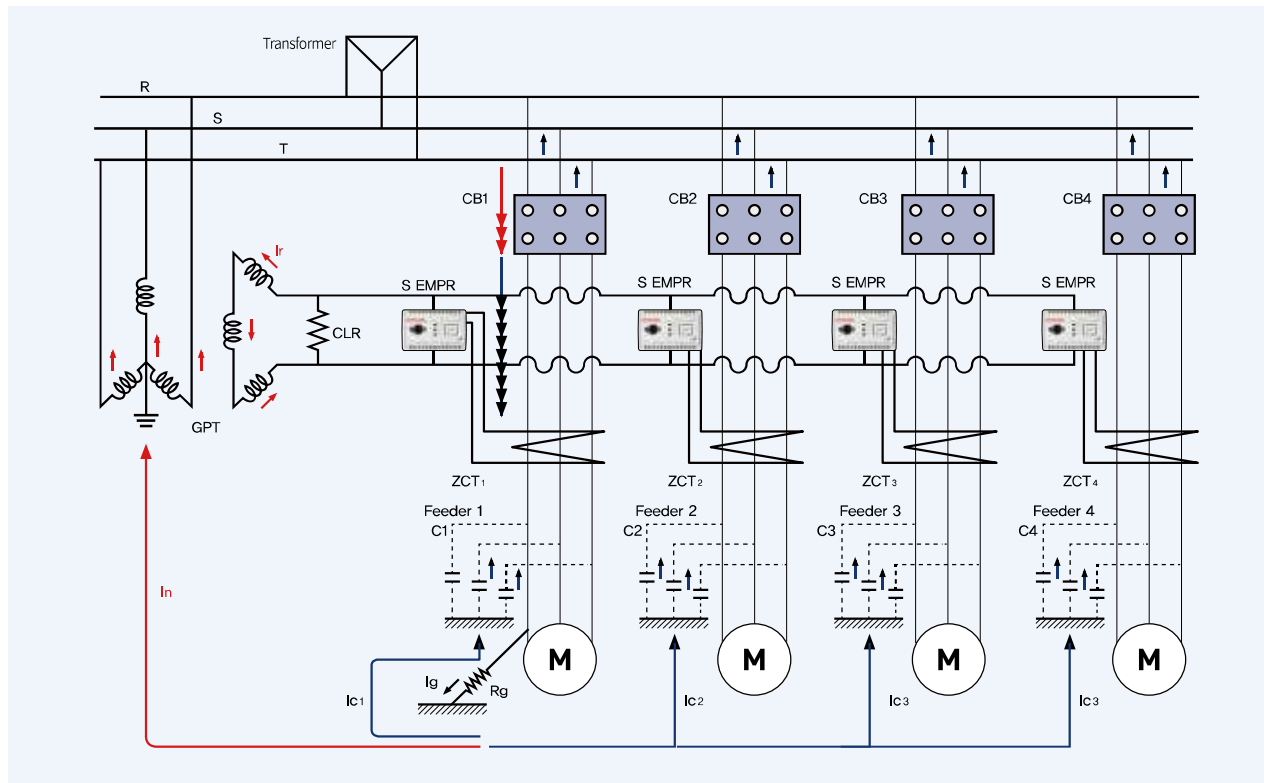 Transformer
R
S
T
CB1
CB2
CB3
CB4
Ir
S EMPR
S EMPR
S EMPR
S EMPR
CLR
GPT
ZCT1
ZCT2
ZCT3
ZCT4
Feeder 1
Feeder 2
Feeder 3
Feeder 4
C1
C2
C3
C4
In
M
M
M
M
Ig
Rg
Ic1
Ic2
Ic3
Ic3